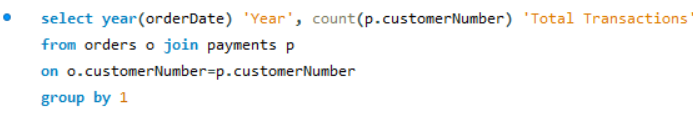 select year(orderDate) 'Year', count(p.customerNumber) 'Total Transactions'
from orders o join payments p
on o.customerNumber=p.customerNumber
group by 1